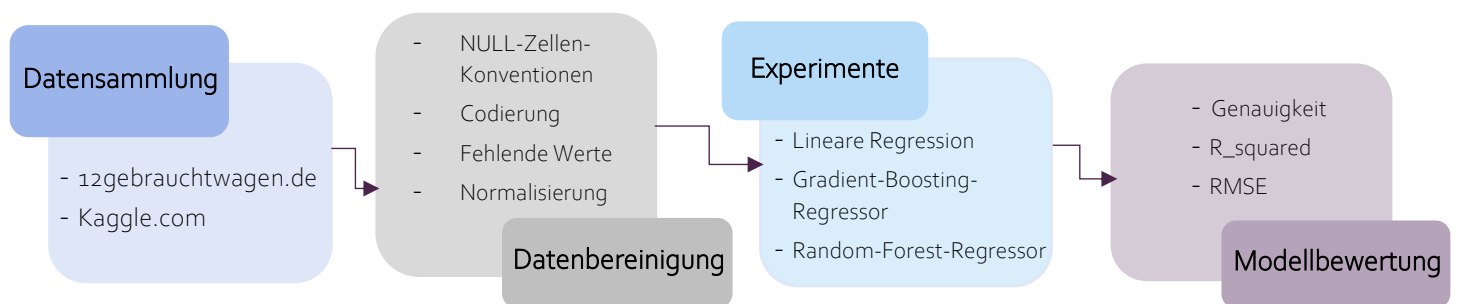 Datensammlung
- 12gebrauchtwagen.de
- Kaggle.com
- NULL-Zellen-
Konventionen
- Codierung
- Fehlende Werte
- Normalisierung
Datenbereinigung
Experimente
- Lineare Regression
- Gradient-Boosting-
Regressor
- Random-Forest-Regressor
- Genauigkeit
- R_squared
- RMSE
Modellbewertung